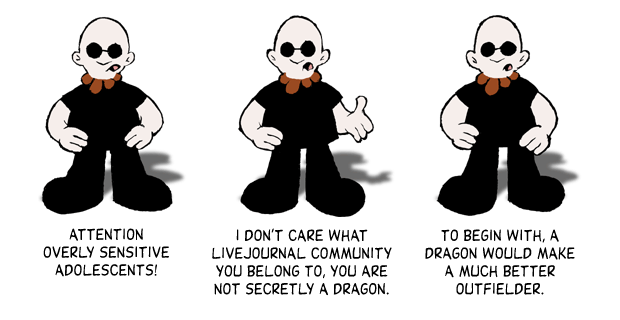 ATTENTION
OVERLY SENSITIVE
ADOLESCENTS!
I DON'T CARE WHAT
LIVEJOURNAL COMMUNITY
YOU BELONG TO, YOU ARE
NOT SECRETLY A DRAGON.
TO BEGIN WITH, A
DRAGON WOULD MAKE
A MUCH BETTER
OUTFIELDER.